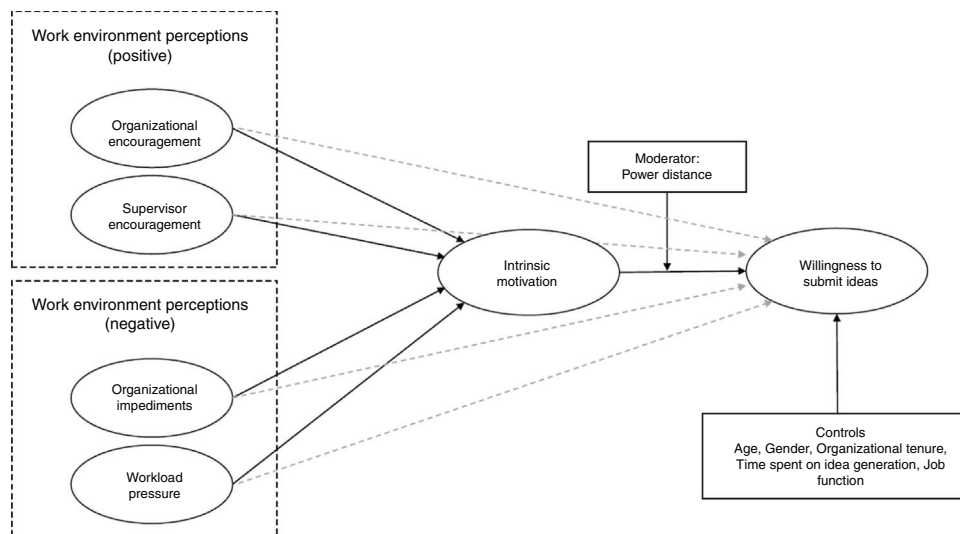 Work environment perceptions
(positive)
Organizational
encouragement
Supervisor
encouragement
Work environment perceptions
(negative)
Organizational
impediments
Workload
pressure
Intrinsic
motivation
Moderator:
Power distance
Willingness to
submit ideas
Controls
Age, Gender, Organizational tenure,
Time spent on idea generation, Job
function